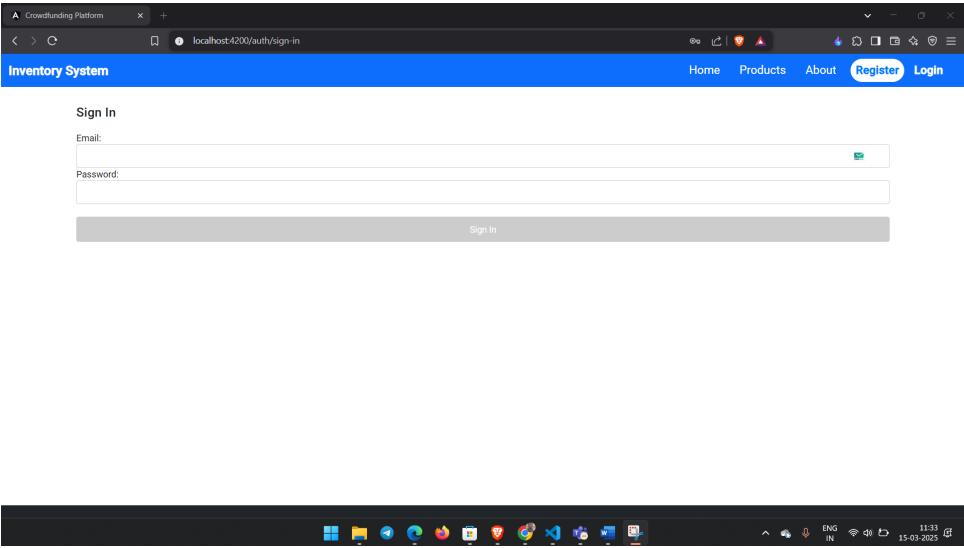 Crowdfunding Platform
localhost:4200/auth/sign-in
Inventory System
Home Products About Register Login
Sign In
Email:
Password:
Sign In
ENG
IN
11:33
15-03-2025